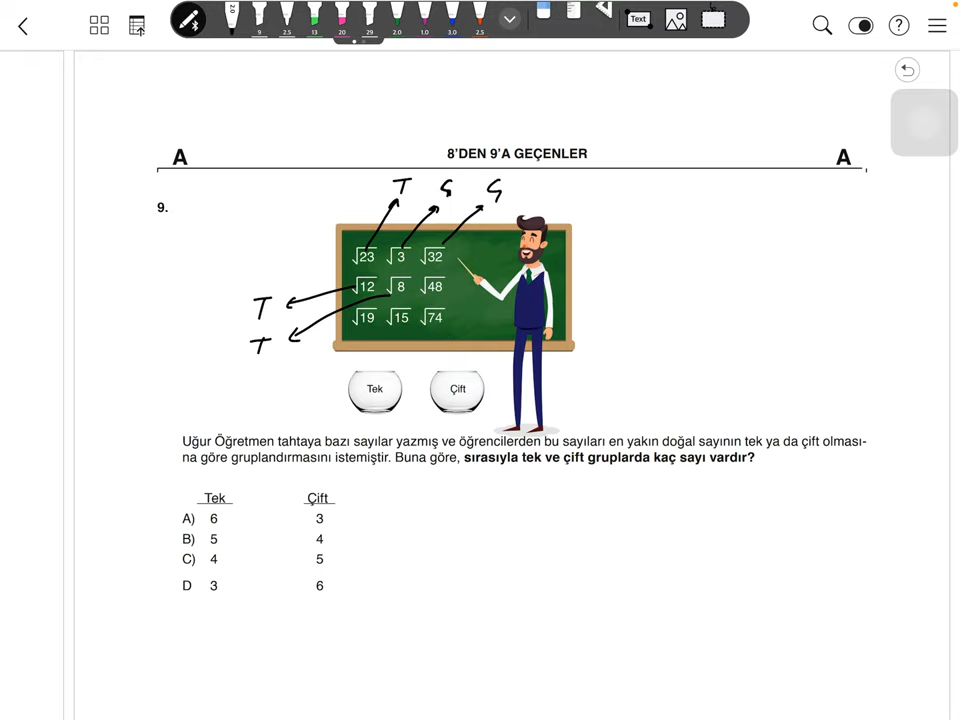 2.0 9 2.5 13 20 29 2.0 1.0 3.0 2.5 Text
A 8’DEN 9’A GEÇENLER A
T Ç Ç
9.
√23 √3 √32
√12 √8 √48
T
√19 √15 √74
T
Tek Çift
Uğur Öğretmen tahtaya bazı sayılar yazmış ve öğrencilerden bu sayıları en yakın doğal sayının tek ya da çift olması-
na göre gruplandırmasını istemiştir. Buna göre, sırasıyla tek ve çift gruplarda kaç sayı vardır?
Tek Çift
A) 6 3
B) 5 4
C) 4 5
D 3 6